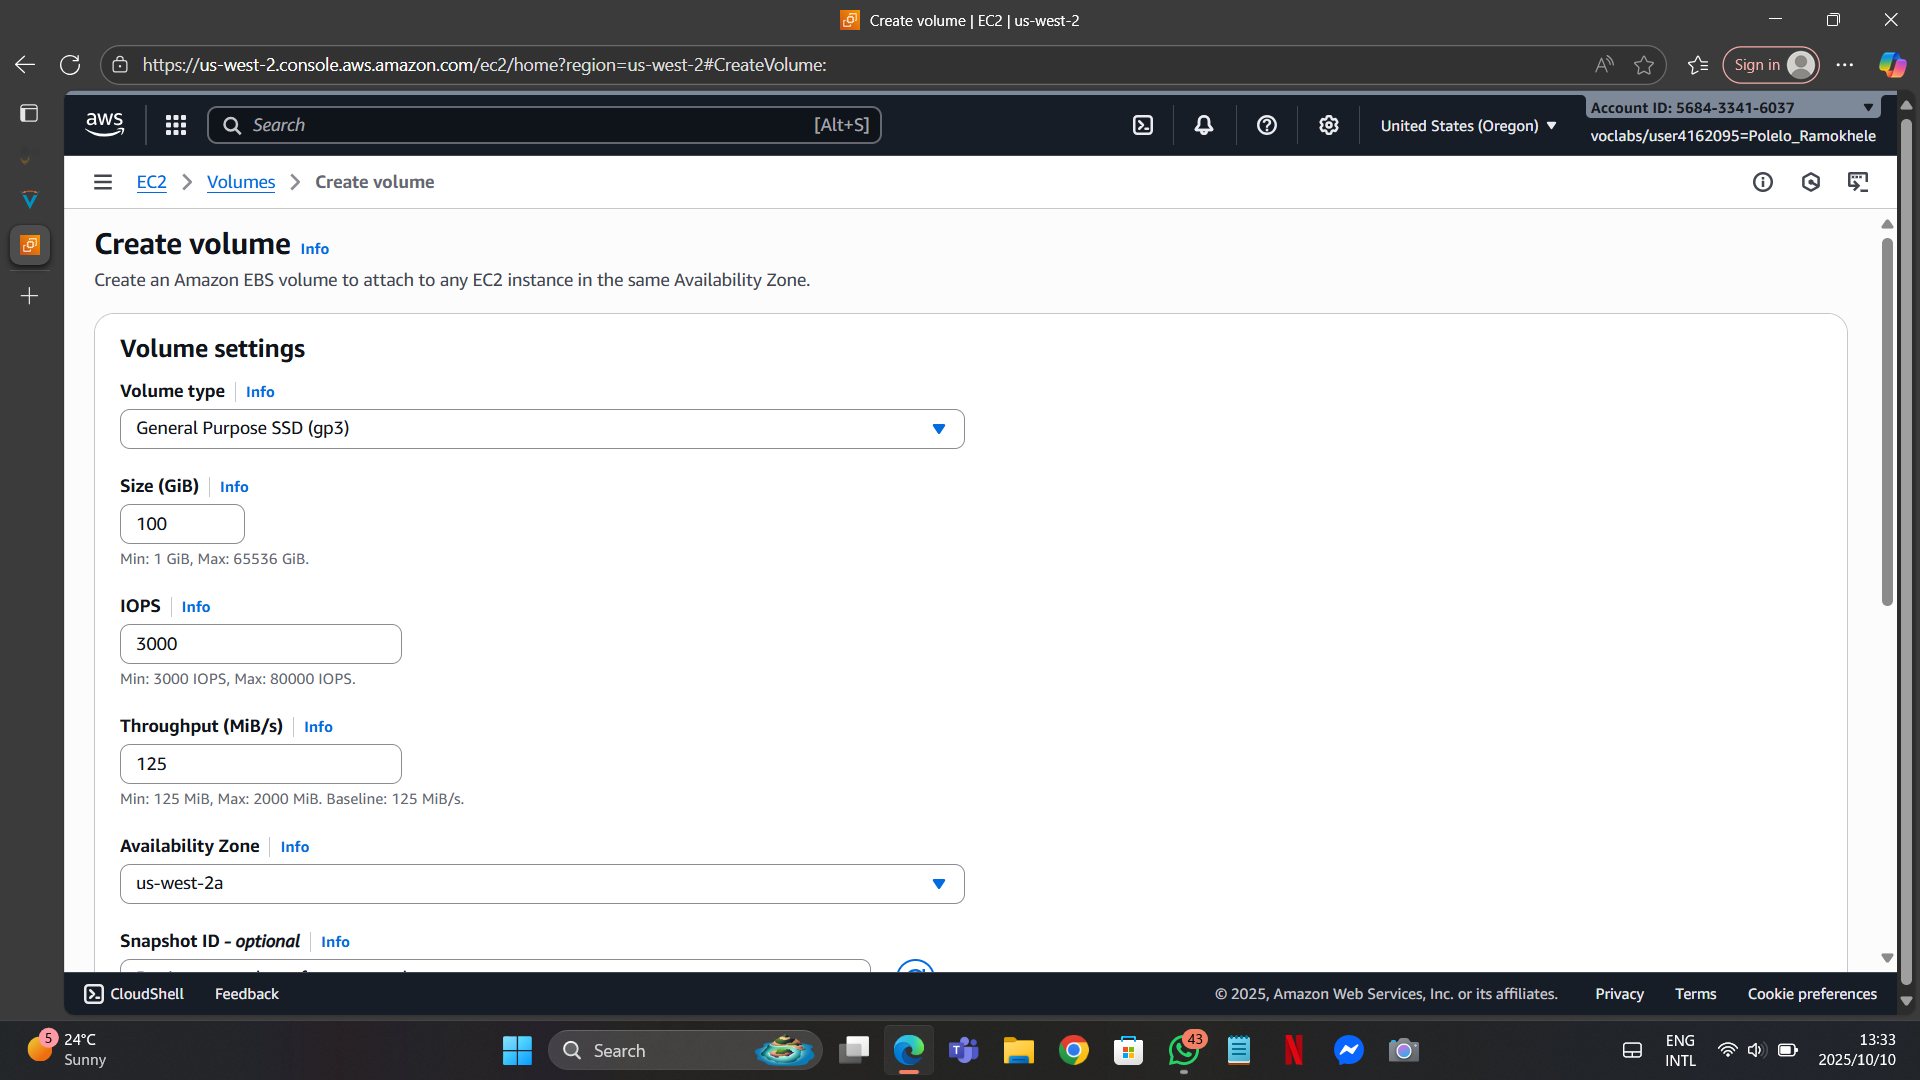 Create volume | EC2 | us-west-2
https://us-west-2.console.aws.amazon.com/ec2/home?region=us-west-2#CreateVolume:
Sign in
aws
Search
[Alt+S]
United States (Oregon)
Account ID: 5684-3341-6037
voclabs/user4162095=Polelo_Ramokhele
EC2
Volumes
Create volume
Create volume Info
Create an Amazon EBS volume to attach to any EC2 instance in the same Availability Zone.
Volume settings
Volume type Info
General Purpose SSD (gp3)
Size (GiB) Info
100
Min: 1 GiB, Max: 65536 GiB.
IOPS Info
3000
Min: 3000 IOPS, Max: 80000 IOPS.
Throughput (MiB/s) Info
125
Min: 125 MiB, Max: 2000 MiB. Baseline: 125 MiB/s.
Availability Zone Info
us-west-2a
Snapshot ID - optional Info
CloudShell
Feedback
© 2025, Amazon Web Services, Inc. or its affiliates.
Privacy
Terms
Cookie preferences
5
24°C
Sunny
Search
43
ENG
INTL
13:33
2025/10/10